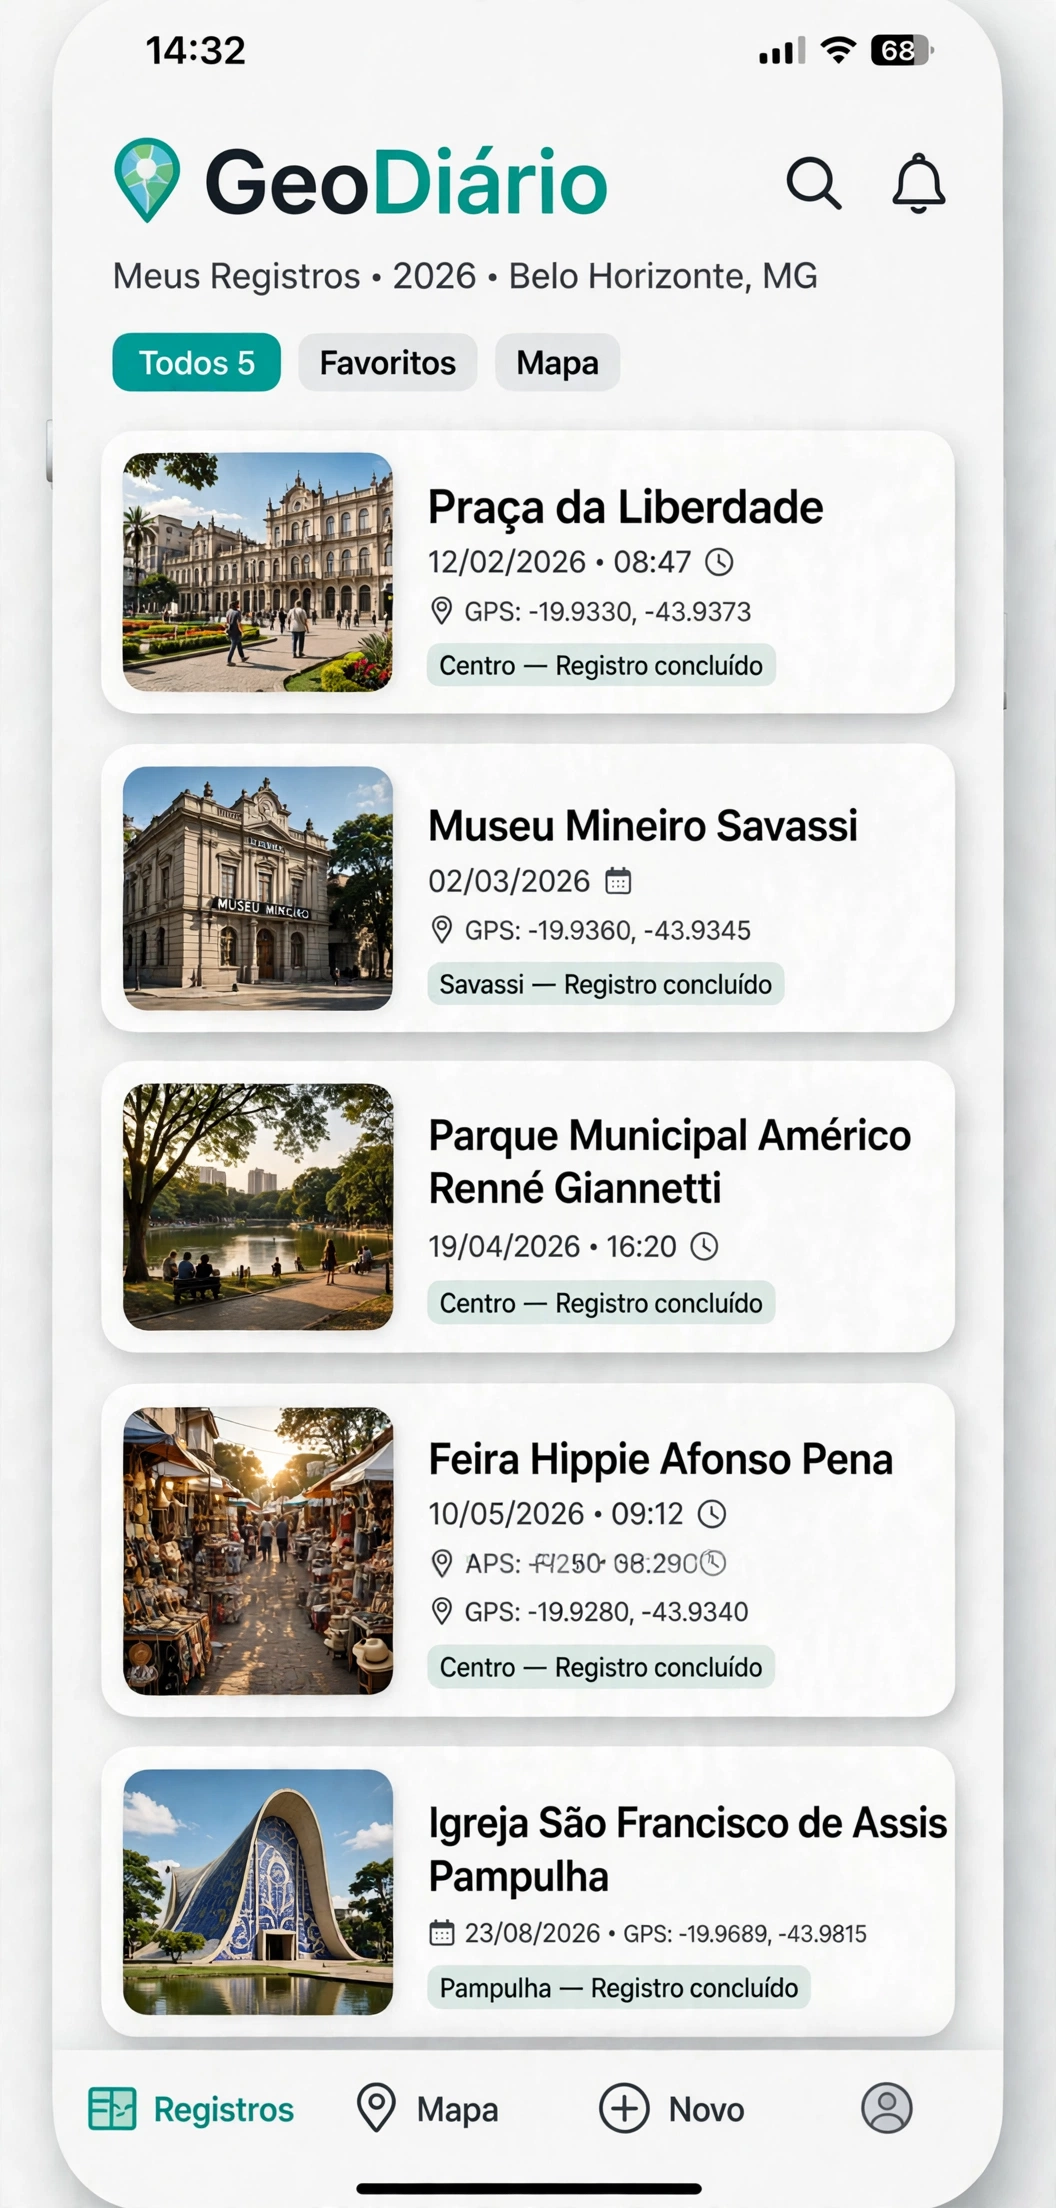 14:32
68
GeoDiário
Meus Registros • 2026 • Belo Horizonte, MG
Todos 5
Favoritos
Mapa
Praça da Liberdade
12/02/2026 • 08:47
GPS: -19.9330, -43.9373
Centro — Registro concluído
MUSEU
Museu Mineiro Savassi
02/03/2026
GPS: -19.9360, -43.9345
Savassi — Registro concluído
Parque Municipal Américo
Renné Giannetti
19/04/2026 • 16:20
Centro — Registro concluído
Feira Hippie Afonso Pena
10/05/2026 • 09:12
APS:
GPS: -19.9280, -43.9340
Centro — Registro concluído
Igreja São Francisco de Assis
Pampulha
23/08/2026 • GPS: -19.9689, -43.9815
Pampulha — Registro concluído
Registros
Mapa
Novo